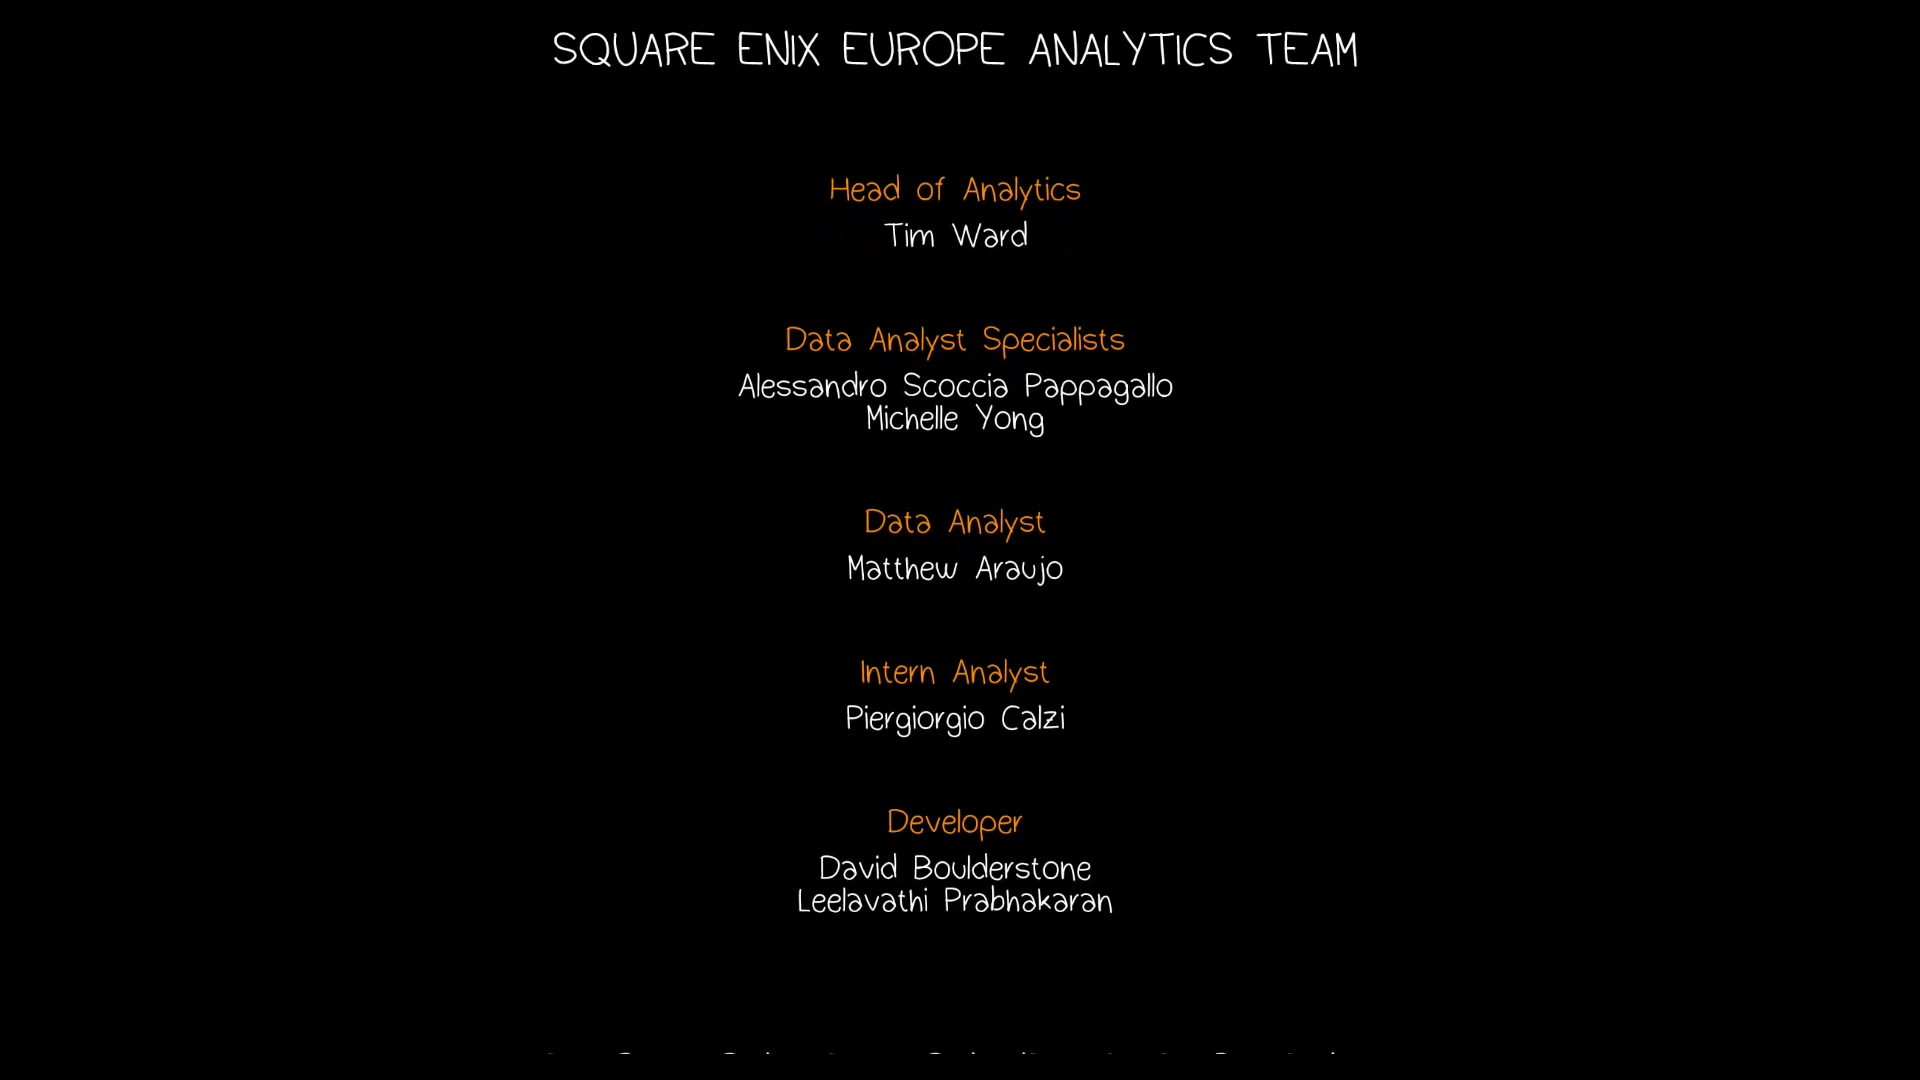 SQUARE ENIX EUROPE ANALYTICS TEAM
Head of Analytics
Tim Ward
Data Analyst Specialists
Alessandro Scoccia Pappagallo
Michelle Yong
Data Analyst
Matthew Araujo
Intern Analyst
Piergiorgio Calzi
Developer
David Boulderstone
Leelavathi Prabhakaran